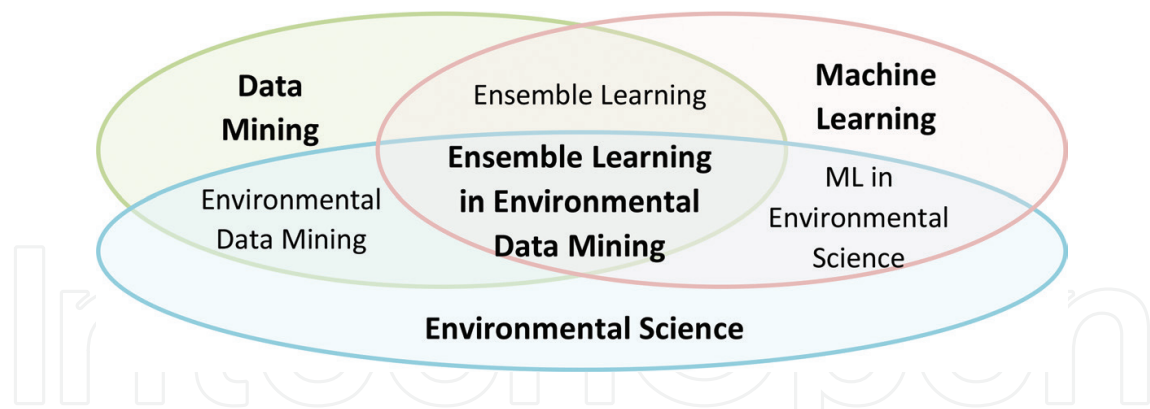 Data
Mining
Ensemble Learning
Machine
Learning
Ensemble Learning
in Environmental
Data Mining
Environmental
Data Mining
ML in
Environmental
Science
Environmental Science
IntechOpen